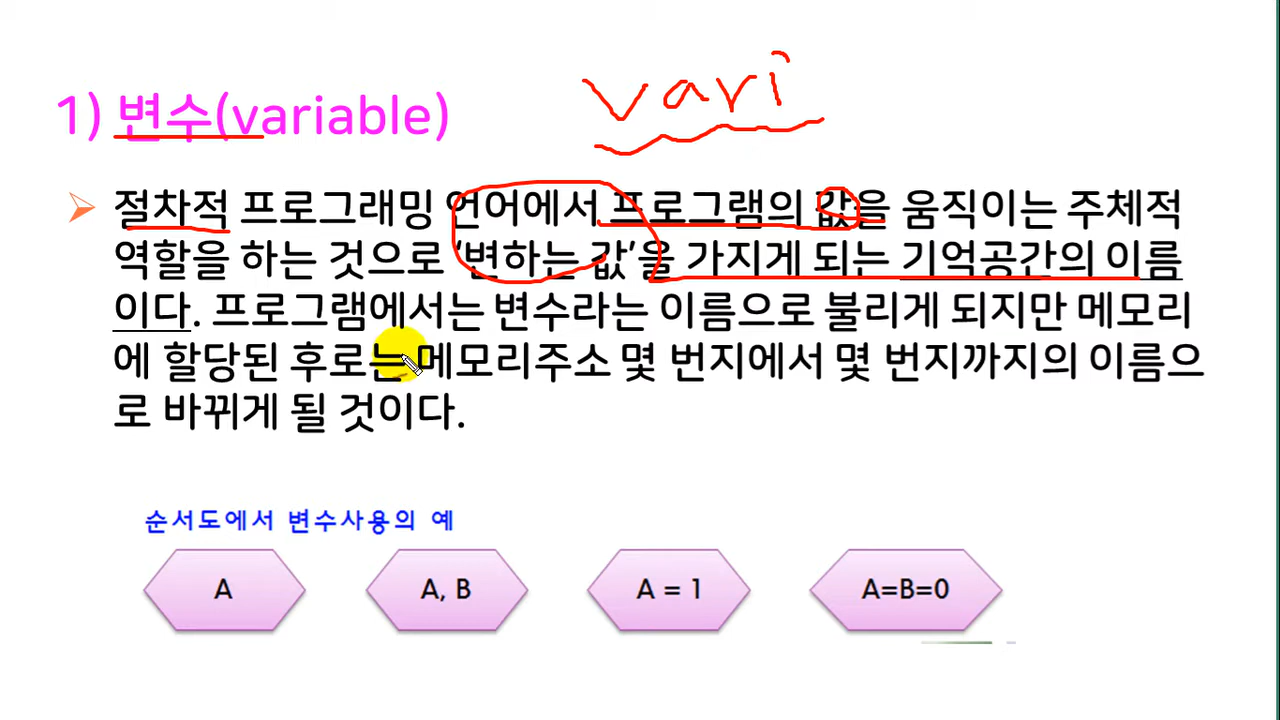 vari
1) 변수(variable)
절차적 프로그래밍 언어에서 프로그램의 값을 움직이는 주체적
역할을 하는 것으로 '변하는 값'을 가지게 되는 기억공간의 이름
이다. 프로그램에서는 변수라는 이름으로 불리게 되지만 메모리
에 할당된 후로는 메모리주소 몇 번지에서 몇 번지까지의 이름으
로 바뀌게 될 것이다.
순서도에서 변수사용의 예
A
A, B
A = 1
A=B=0